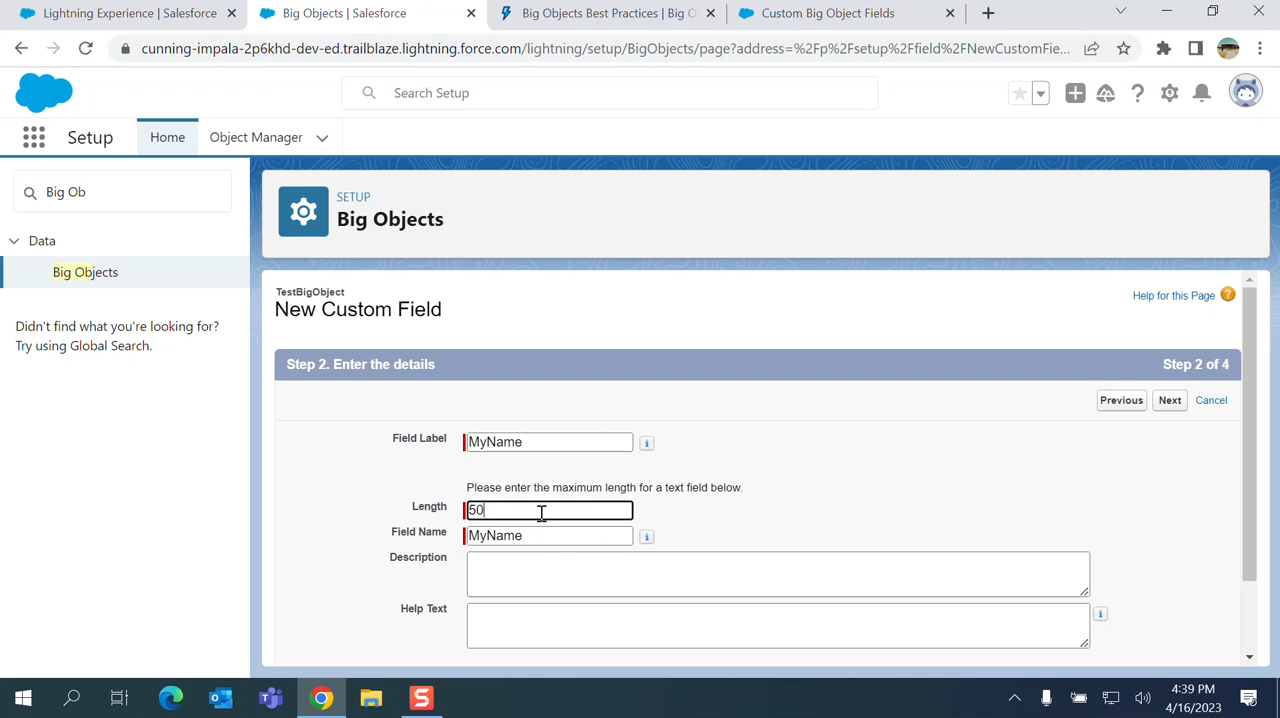 Lightning Experience | Salesforce
Big Objects | Salesforce
Big Objects Best Practices | Big O
Custom Big Object Fields
cunning-impala-2p6khd-dev-ed.trailblaze.lightning.force.com/lightning/setup/BigObjects/page?address=%2Fp%2Fsetup%2Ffield%2FNewCustomFie...
Search Setup
Setup
Home
Object Manager
Big Ob
Data
Big Objects
Didn't find what you're looking for?
Try using Global Search.
SETUP
Big Objects
TestBigObject
New Custom Field
Help for this Page
Step 2. Enter the details
Step 2 of 4
Previous
Next
Cancel
Field Label
MyName
Please enter the maximum length for a text field below.
Length
50
Field Name
MyName
Description
Help Text
4:39 PM
4/16/2023